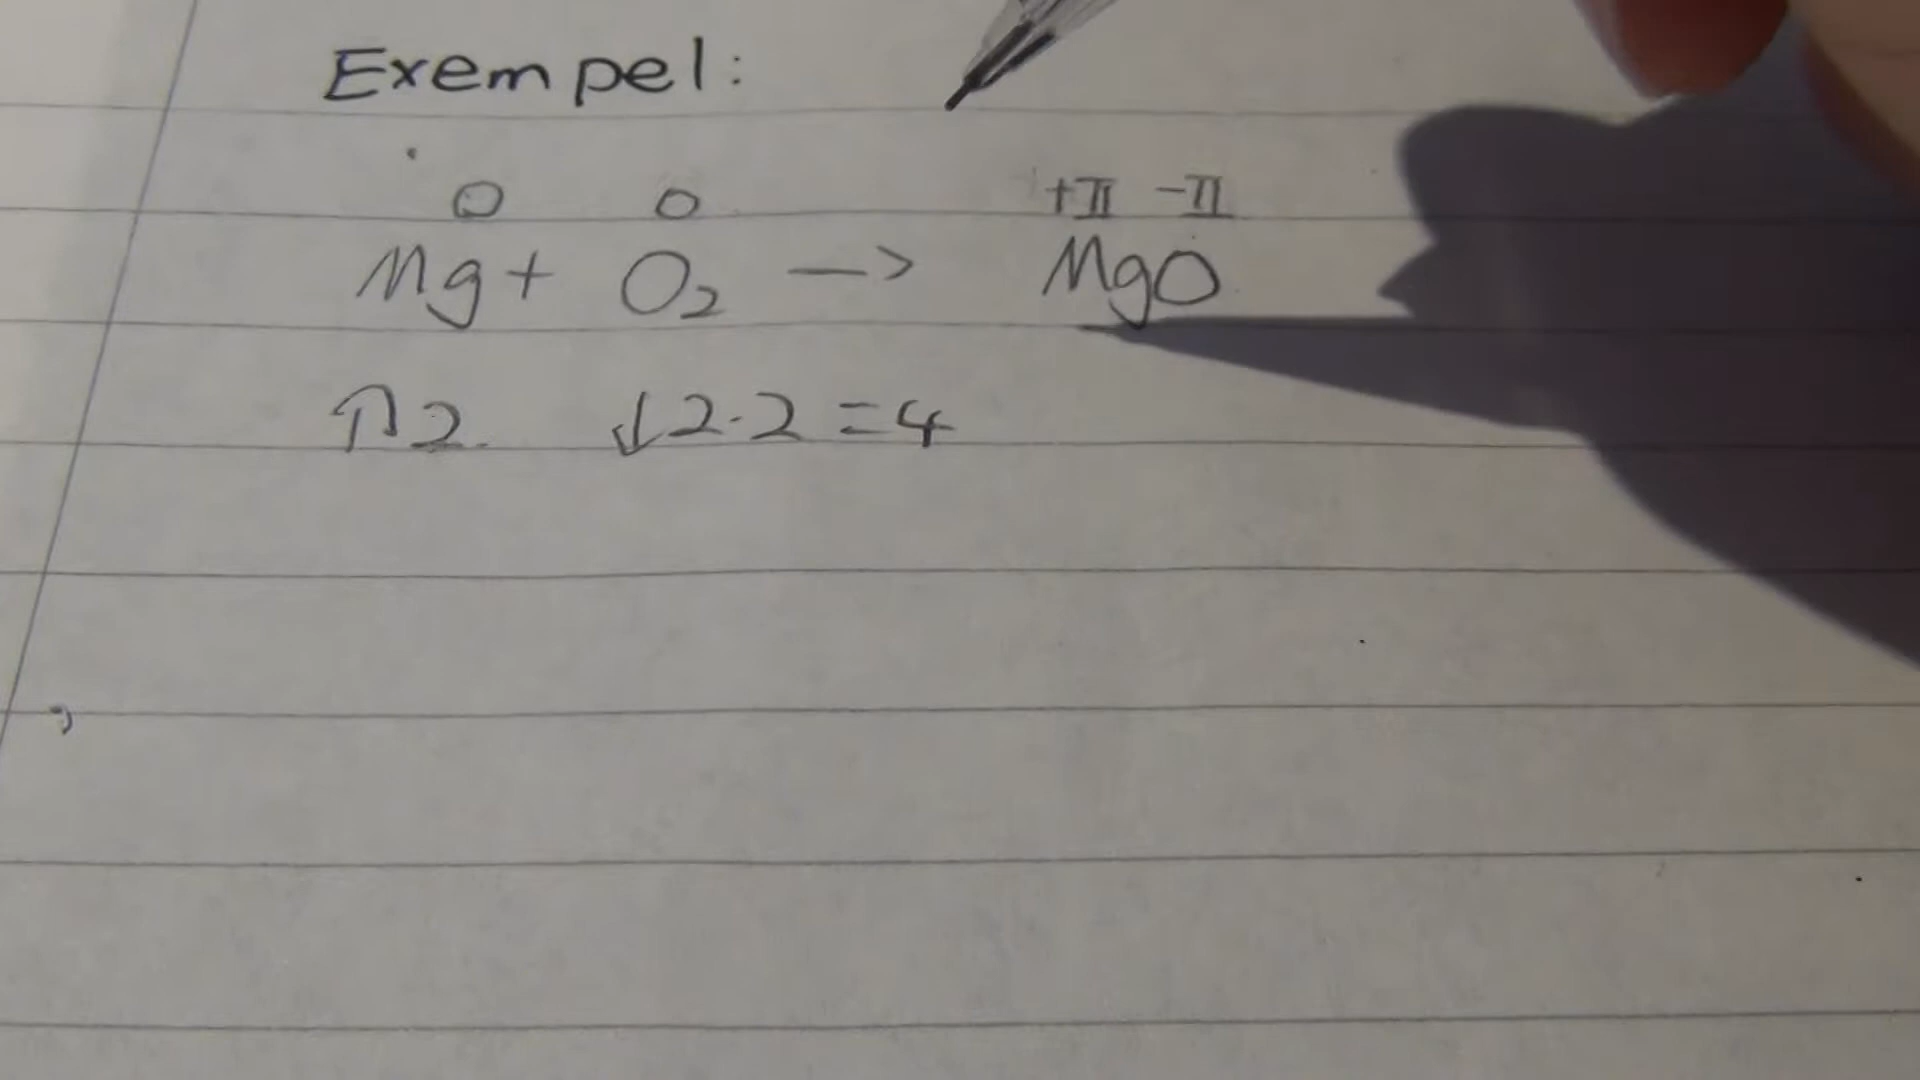 Exempel:
0 0 +II -II
Mg + O₂ —> MgO
↑2 ↓2·2=4